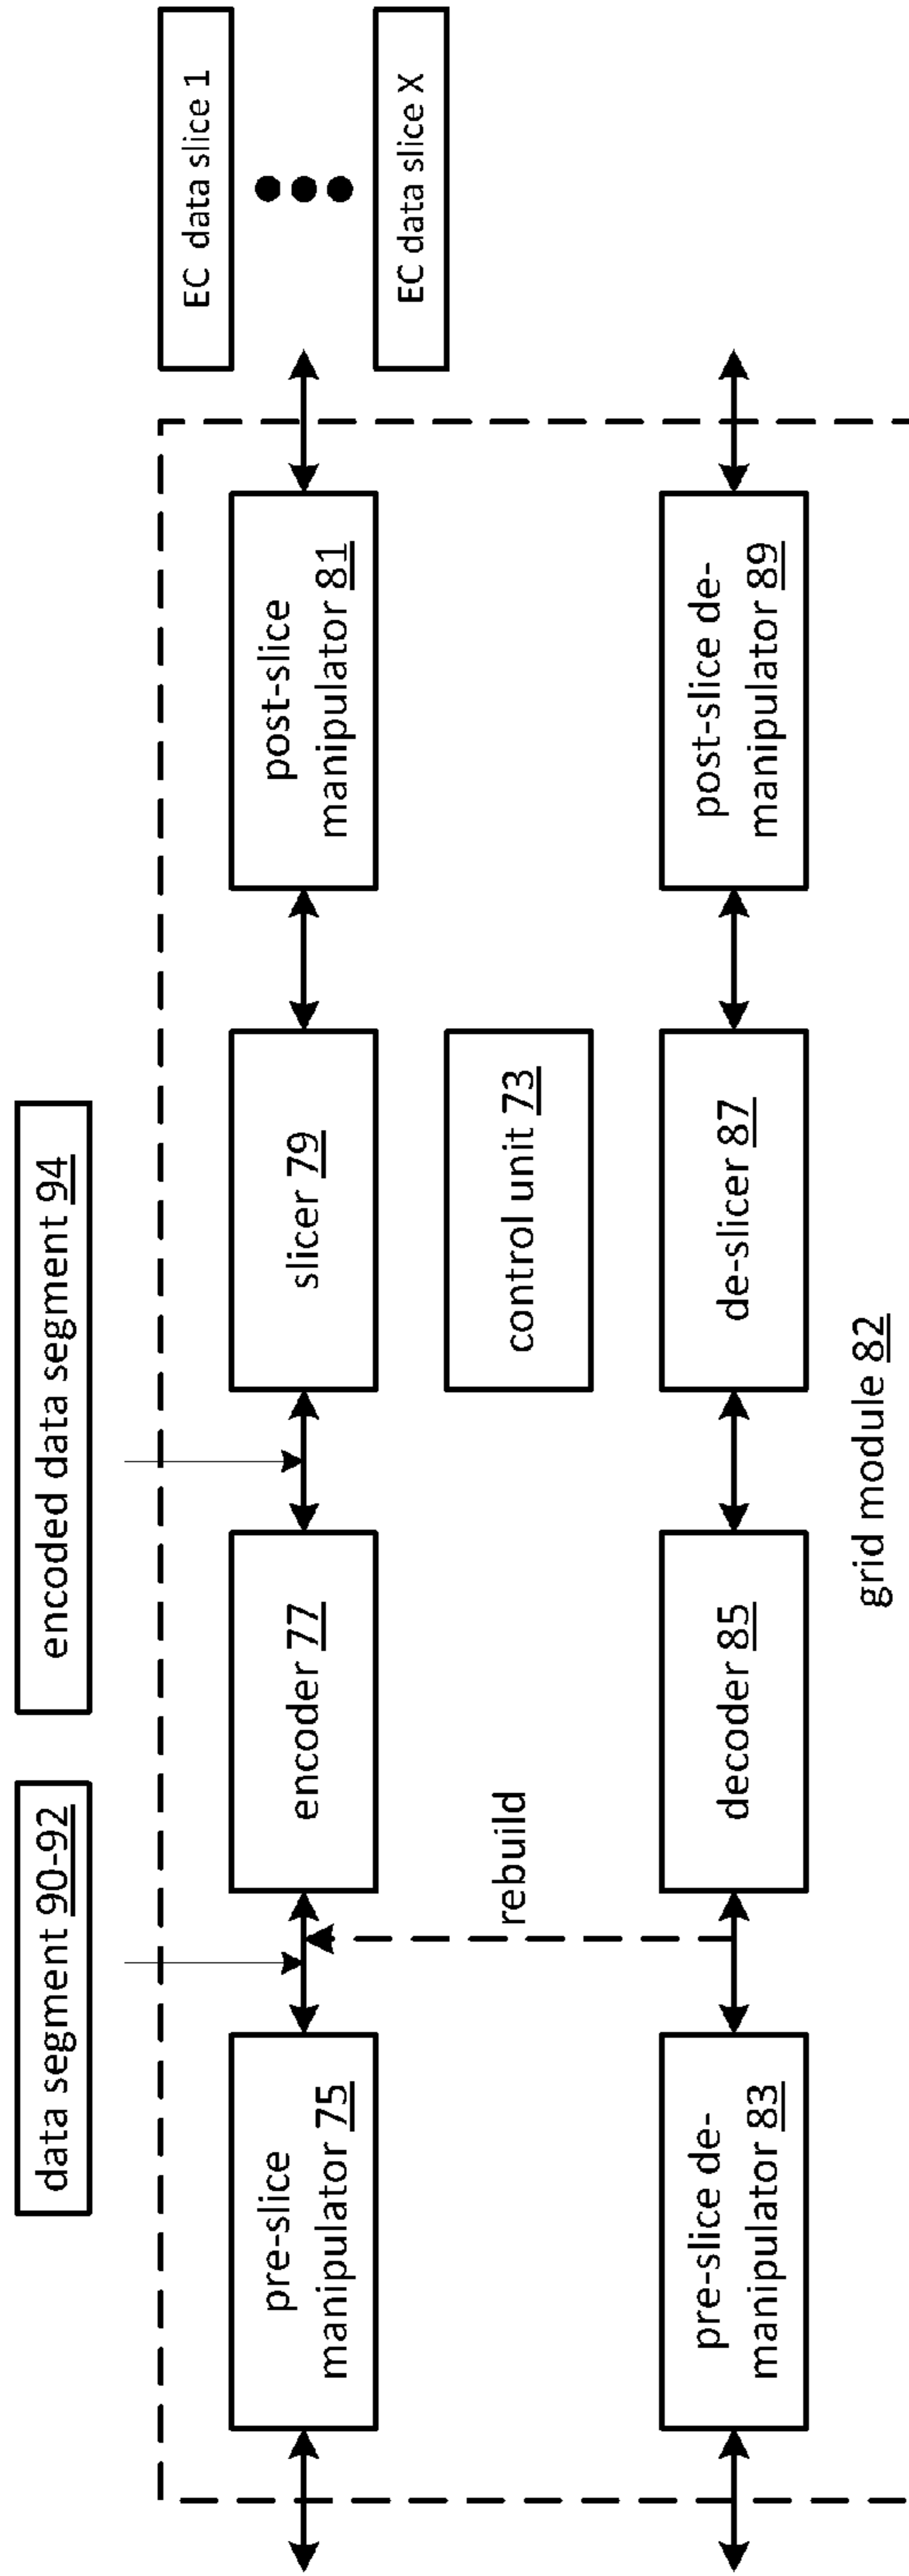 data segment 90-92
encoded data segment 94
EC data slice 1
EC data slice X
pre-slice
manipulator 75
encoder 77
slicer 79
post-slice
manipulator 81
rebuild
control unit 73
pre-slice de-
manipulator 83
decoder 85
de-slicer 87
post-slice de-
manipulator 89
grid module 82